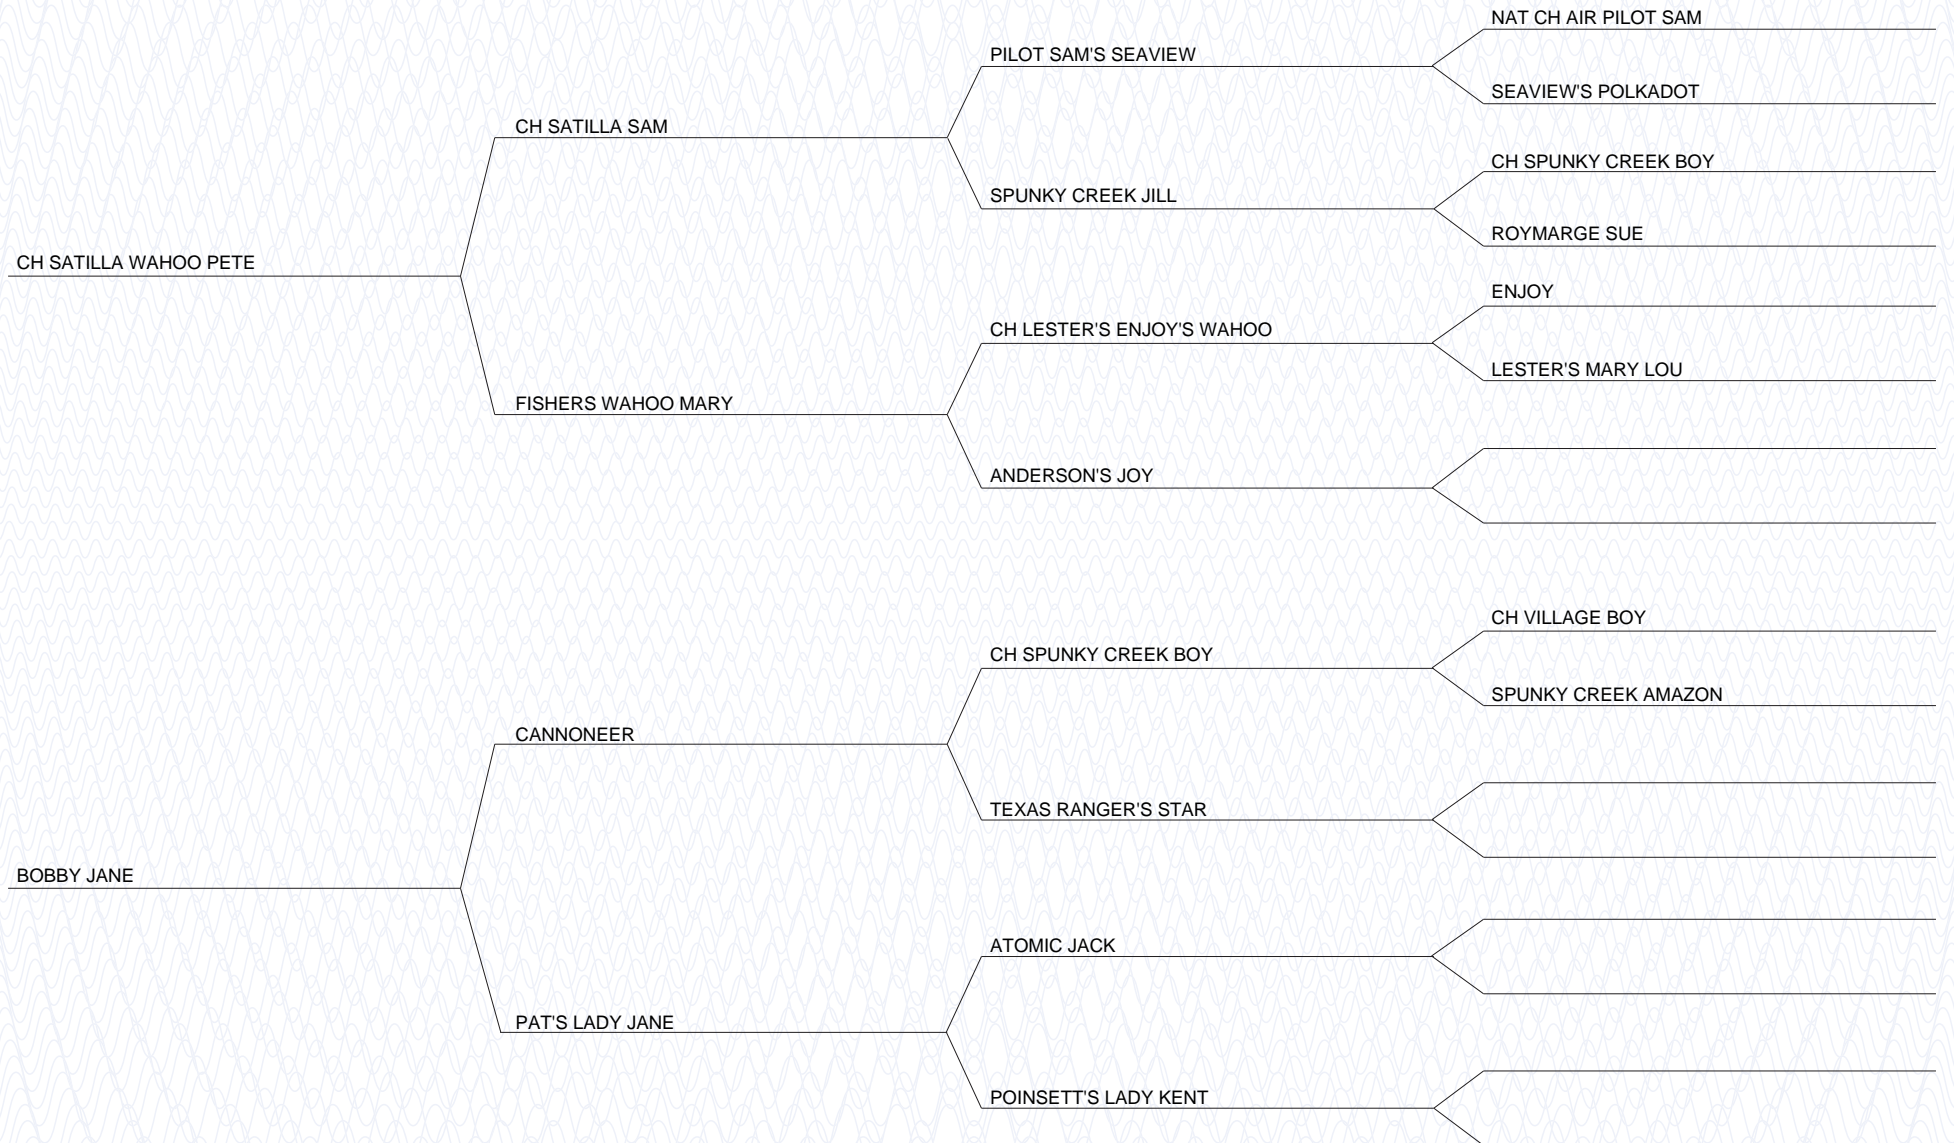 NAT CH AIR PILOT SAM
PILOT SAM'S SEAVIEW
SEAVIEW'S POLKADOT
CH SATILLA SAM
CH SPUNKY CREEK BOY
SPUNKY CREEK JILL
ROYMARGE SUE
CH SATILLA WAHOO PETE
ENJOY
CH LESTER'S ENJOY'S WAHOO
LESTER'S MARY LOU
FISHERS WAHOO MARY
ANDERSON'S JOY
CH VILLAGE BOY
CH SPUNKY CREEK BOY
SPUNKY CREEK AMAZON
CANNONEER
TEXAS RANGER'S STAR
BOBBY JANE
ATOMIC JACK
PAT'S LADY JANE
POINSETT'S LADY KENT